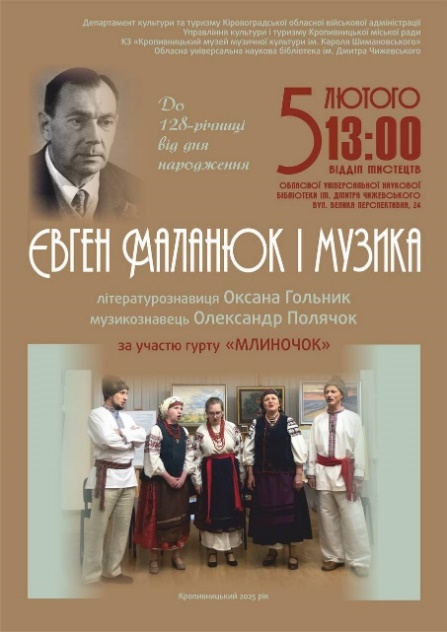 Департамент культури та туризму Кіровоградської обласної військової адміністрації
Управління культури і туризму Кропивницької міської ради
КЗ «Кропивницький музей музичної культури ім. Кароля Шимановського»
Обласна універсальна наукова бібліотека ім. Дмитра Чижевського
До
128-річниці
від дня
народження
5 ЛЮТОГО
13:00
ВІДДІЛ МИСТЕЦТВ
ОБЛАСНОЇ УНІВЕРСАЛЬНОЇ НАУКОВОЇ
БІБЛІОТЕКИ ІМ. ДМИТРА ЧИЖЕВСЬКОГО
ВУЛ. ВЕЛИКА ПЕРСПЕКТИВНА, 24
ЄВГЕН МАЛАНЮК І МУЗИКА
літературознавиця Оксана Гольник
музикознавець Олександр Полячок
за участю гурту «МЛИНОЧОК»
Кропивницький 2025 рік